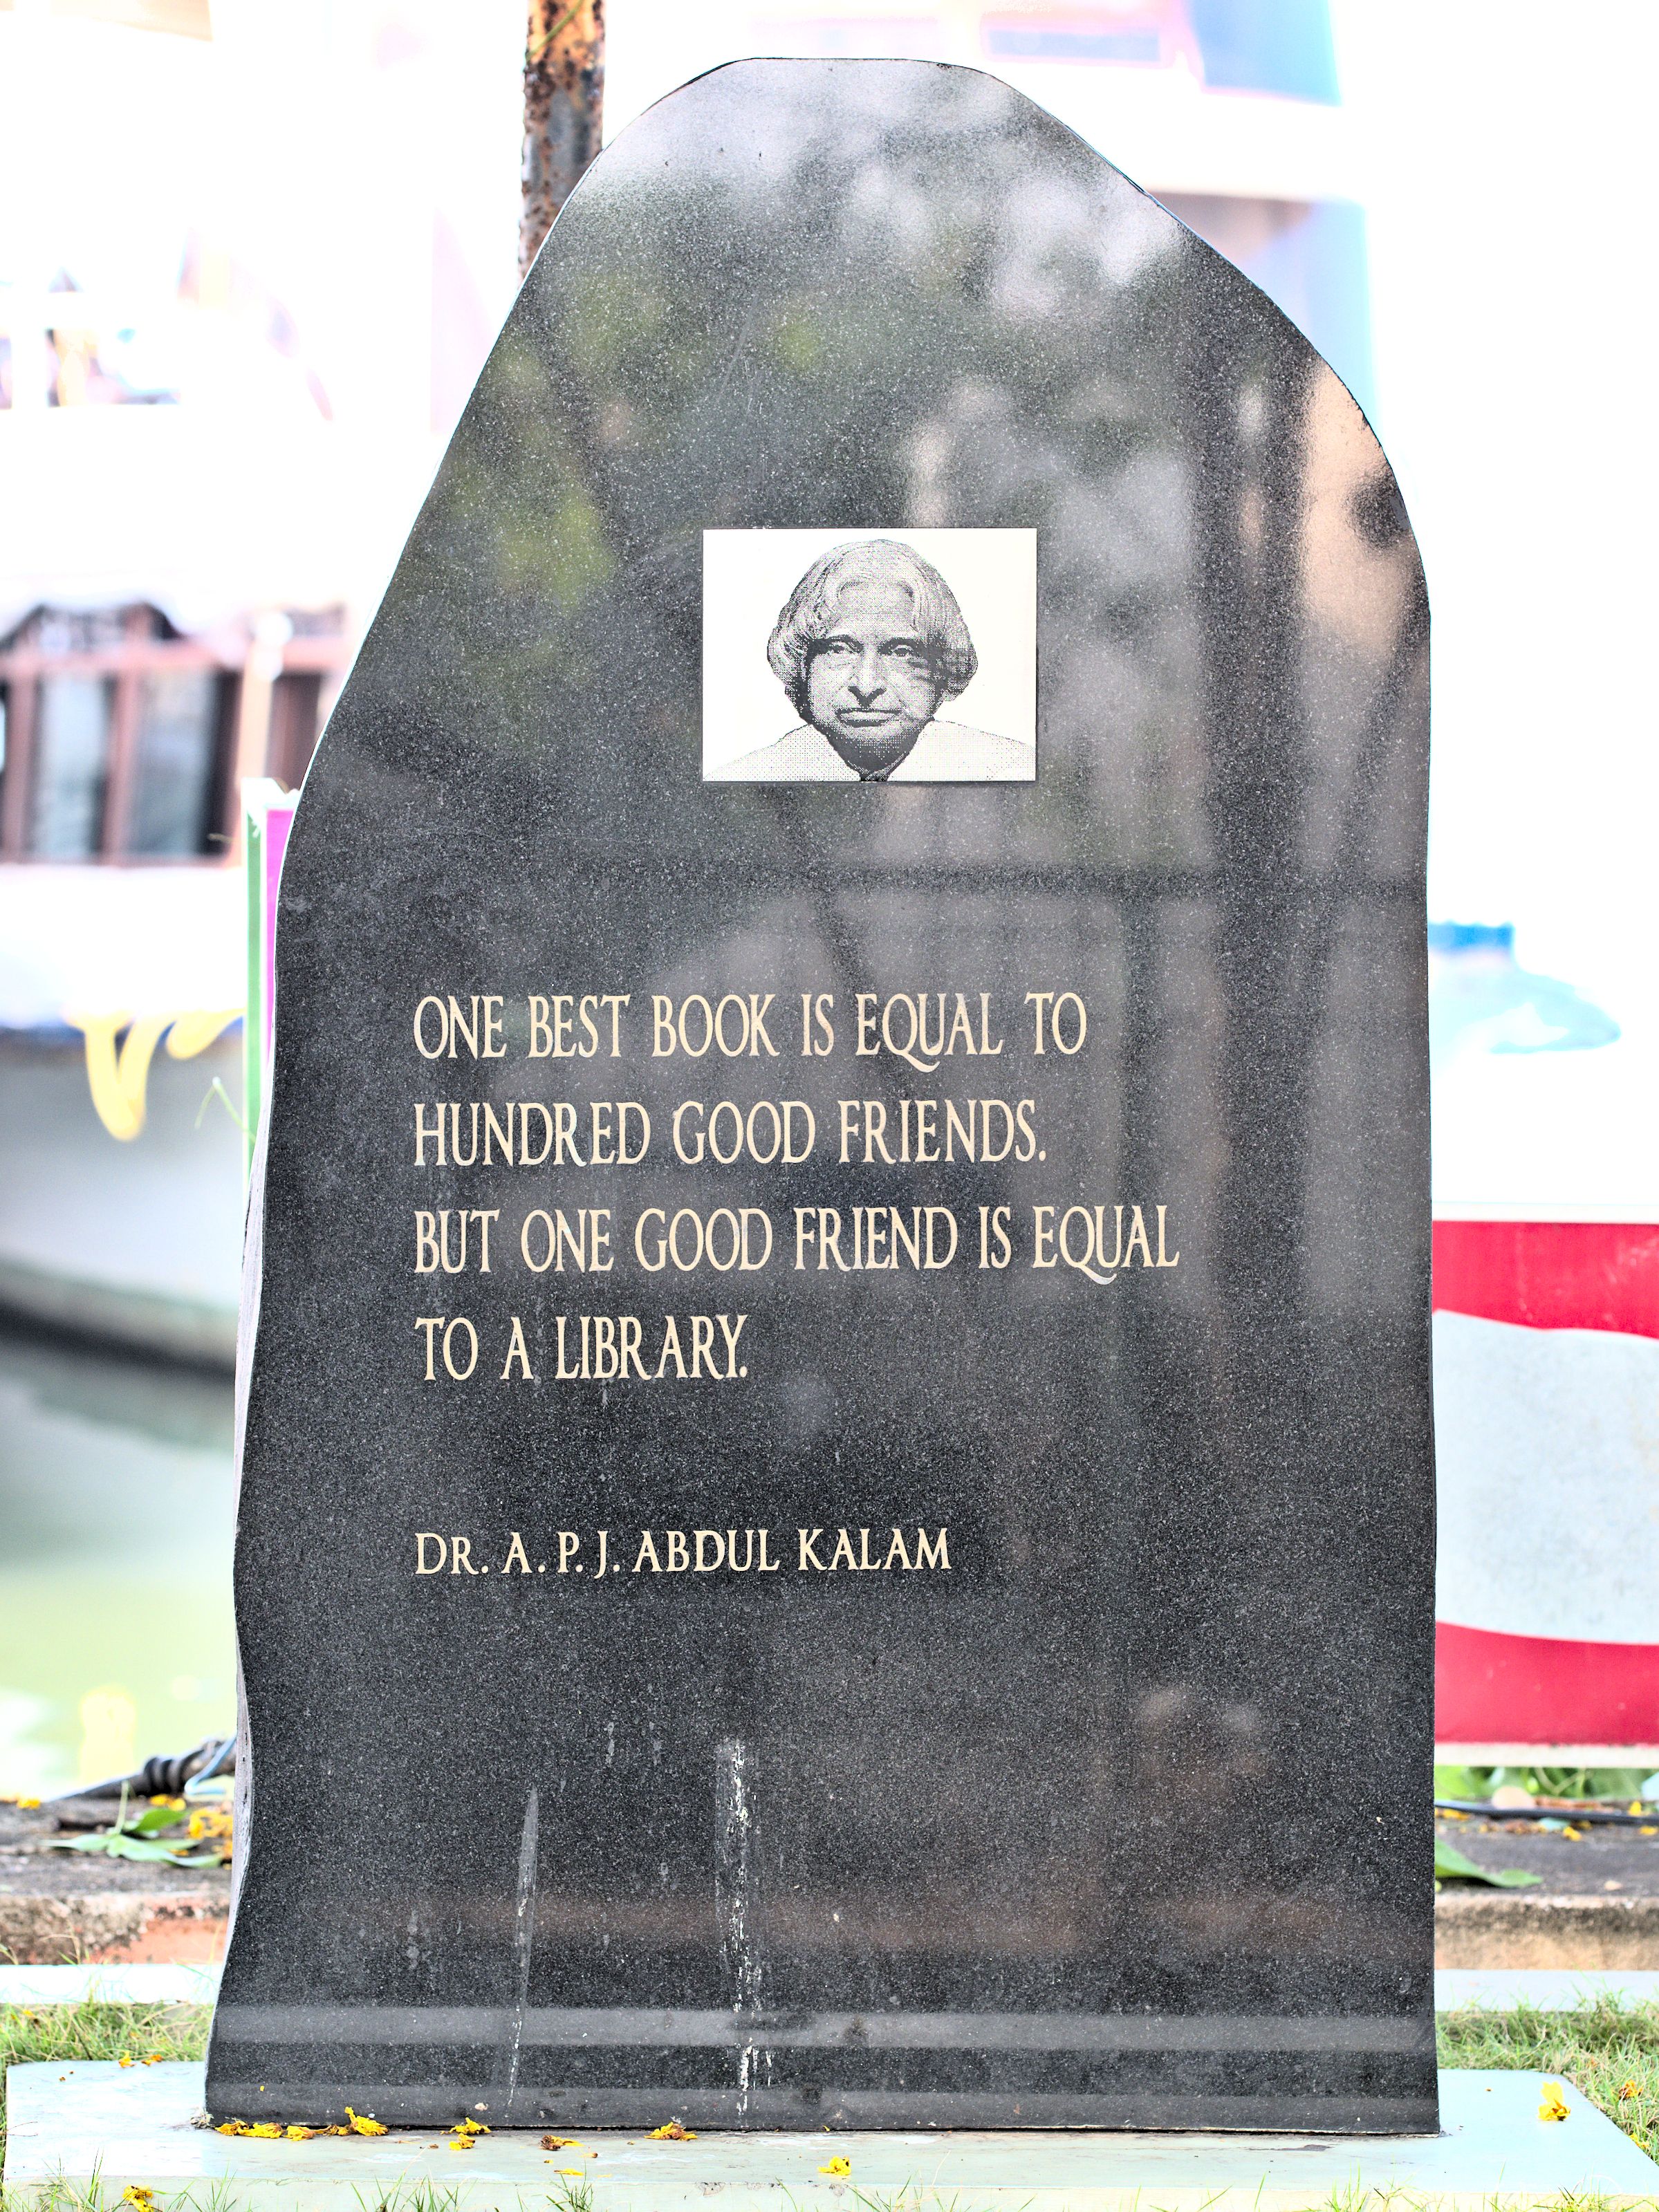 ONE BEST BOOK IS EQUAL TO
HUNDRED GOOD FRIENDS.
BUT ONE GOOD FRIEND IS EQUAL
TO A LIBRARY.
DR. A. P. J. ABDUL KALAM